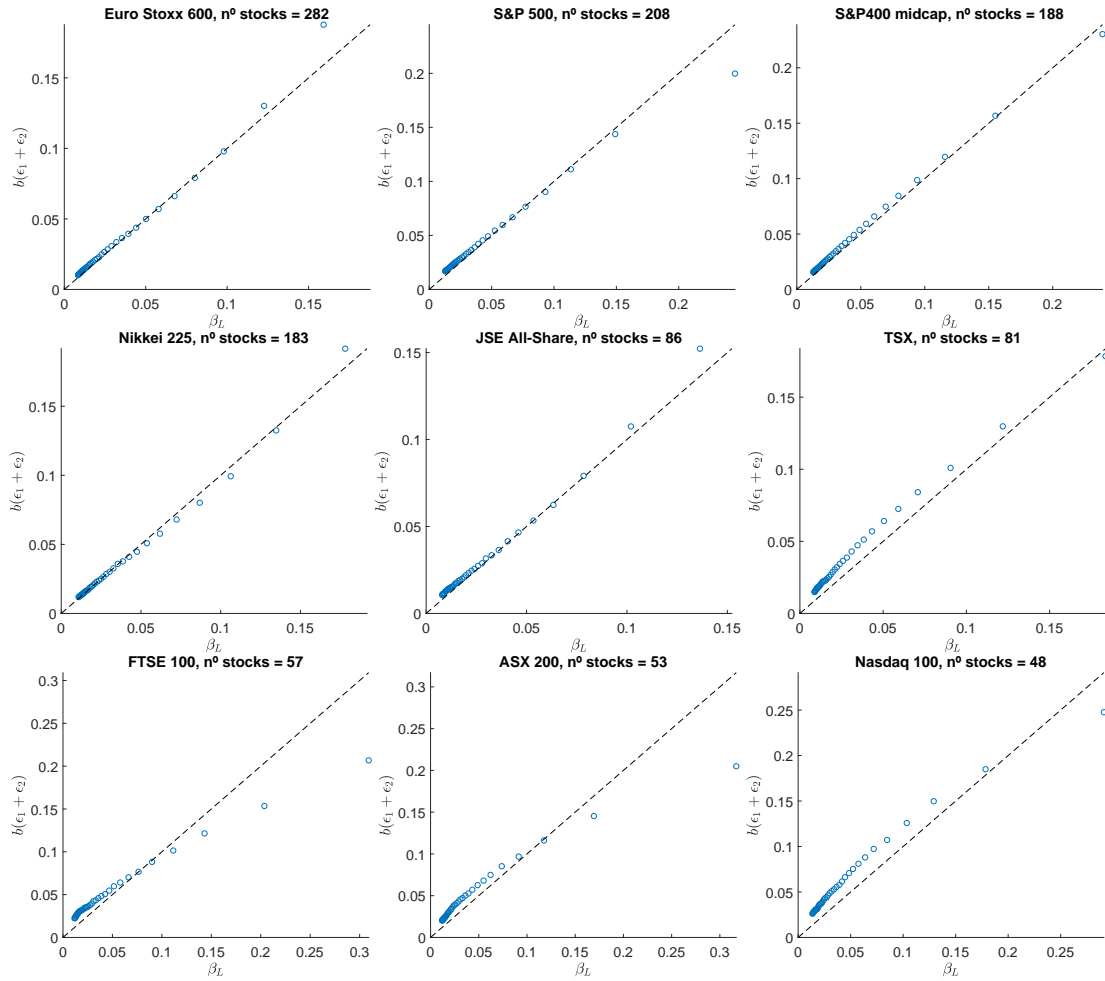 Euro Stoxx 600, nº stocks = 282
0.15
0.1
0.05
0
b(ϵ₁ + ϵ₂)
0 0.05 0.1 0.15
β_L
S&P 500, nº stocks = 208
0.2
0.15
0.1
0.05
0
b(ϵ₁ + ϵ₂)
0 0.05 0.1 0.15 0.2
β_L
S&P400 midcap, nº stocks = 188
0.2
0.15
0.1
0.05
0
b(ϵ₁ + ϵ₂)
0 0.05 0.1 0.15 0.2
β_L
Nikkei 225, nº stocks = 183
0.15
0.1
0.05
0
b(ϵ₁ + ϵ₂)
0 0.05 0.1 0.15
β_L
JSE All-Share, nº stocks = 86
0.15
0.1
0.05
0
b(ϵ₁ + ϵ₂)
0 0.05 0.1 0.15
β_L
TSX, nº stocks = 81
0.15
0.1
0.05
0
b(ϵ₁ + ϵ₂)
0 0.05 0.1 0.15
β_L
FTSE 100, nº stocks = 57
0.3
0.25
0.2
0.15
0.1
0.05
0
b(ϵ₁ + ϵ₂)
0 0.05 0.1 0.15 0.2 0.25 0.3
β_L
ASX 200, nº stocks = 53
0.3
0.25
0.2
0.15
0.1
0.05
0
b(ϵ₁ + ϵ₂)
0 0.05 0.1 0.15 0.2 0.25 0.3
β_L
Nasdaq 100, nº stocks = 48
0.25
0.2
0.15
0.1
0.05
0
b(ϵ₁ + ϵ₂)
0 0.05 0.1 0.15 0.2 0.25
β_L